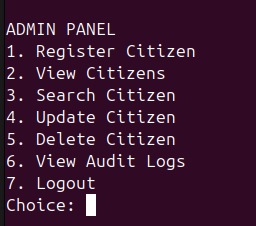 ADMIN PANEL
1. Register Citizen
2. View Citizens
3. Search Citizen
4. Update Citizen
5. Delete Citizen
6. View Audit Logs
7. Logout
Choice: